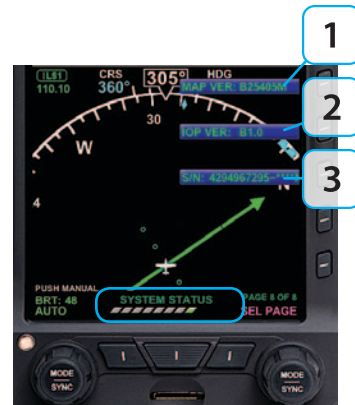 1
ILS1 CRS 305° HDG
110.10 360° MAP VER: B25405M
30
2
W IOP VER: B1.0
3
S/N: 4294967295-
N
4
PUSH MANUAL
BRT: 48 SYSTEM STATUS PAGE 8 OF 8
AUTO SEL PAGE
MODE MODE
SYNC SYNC